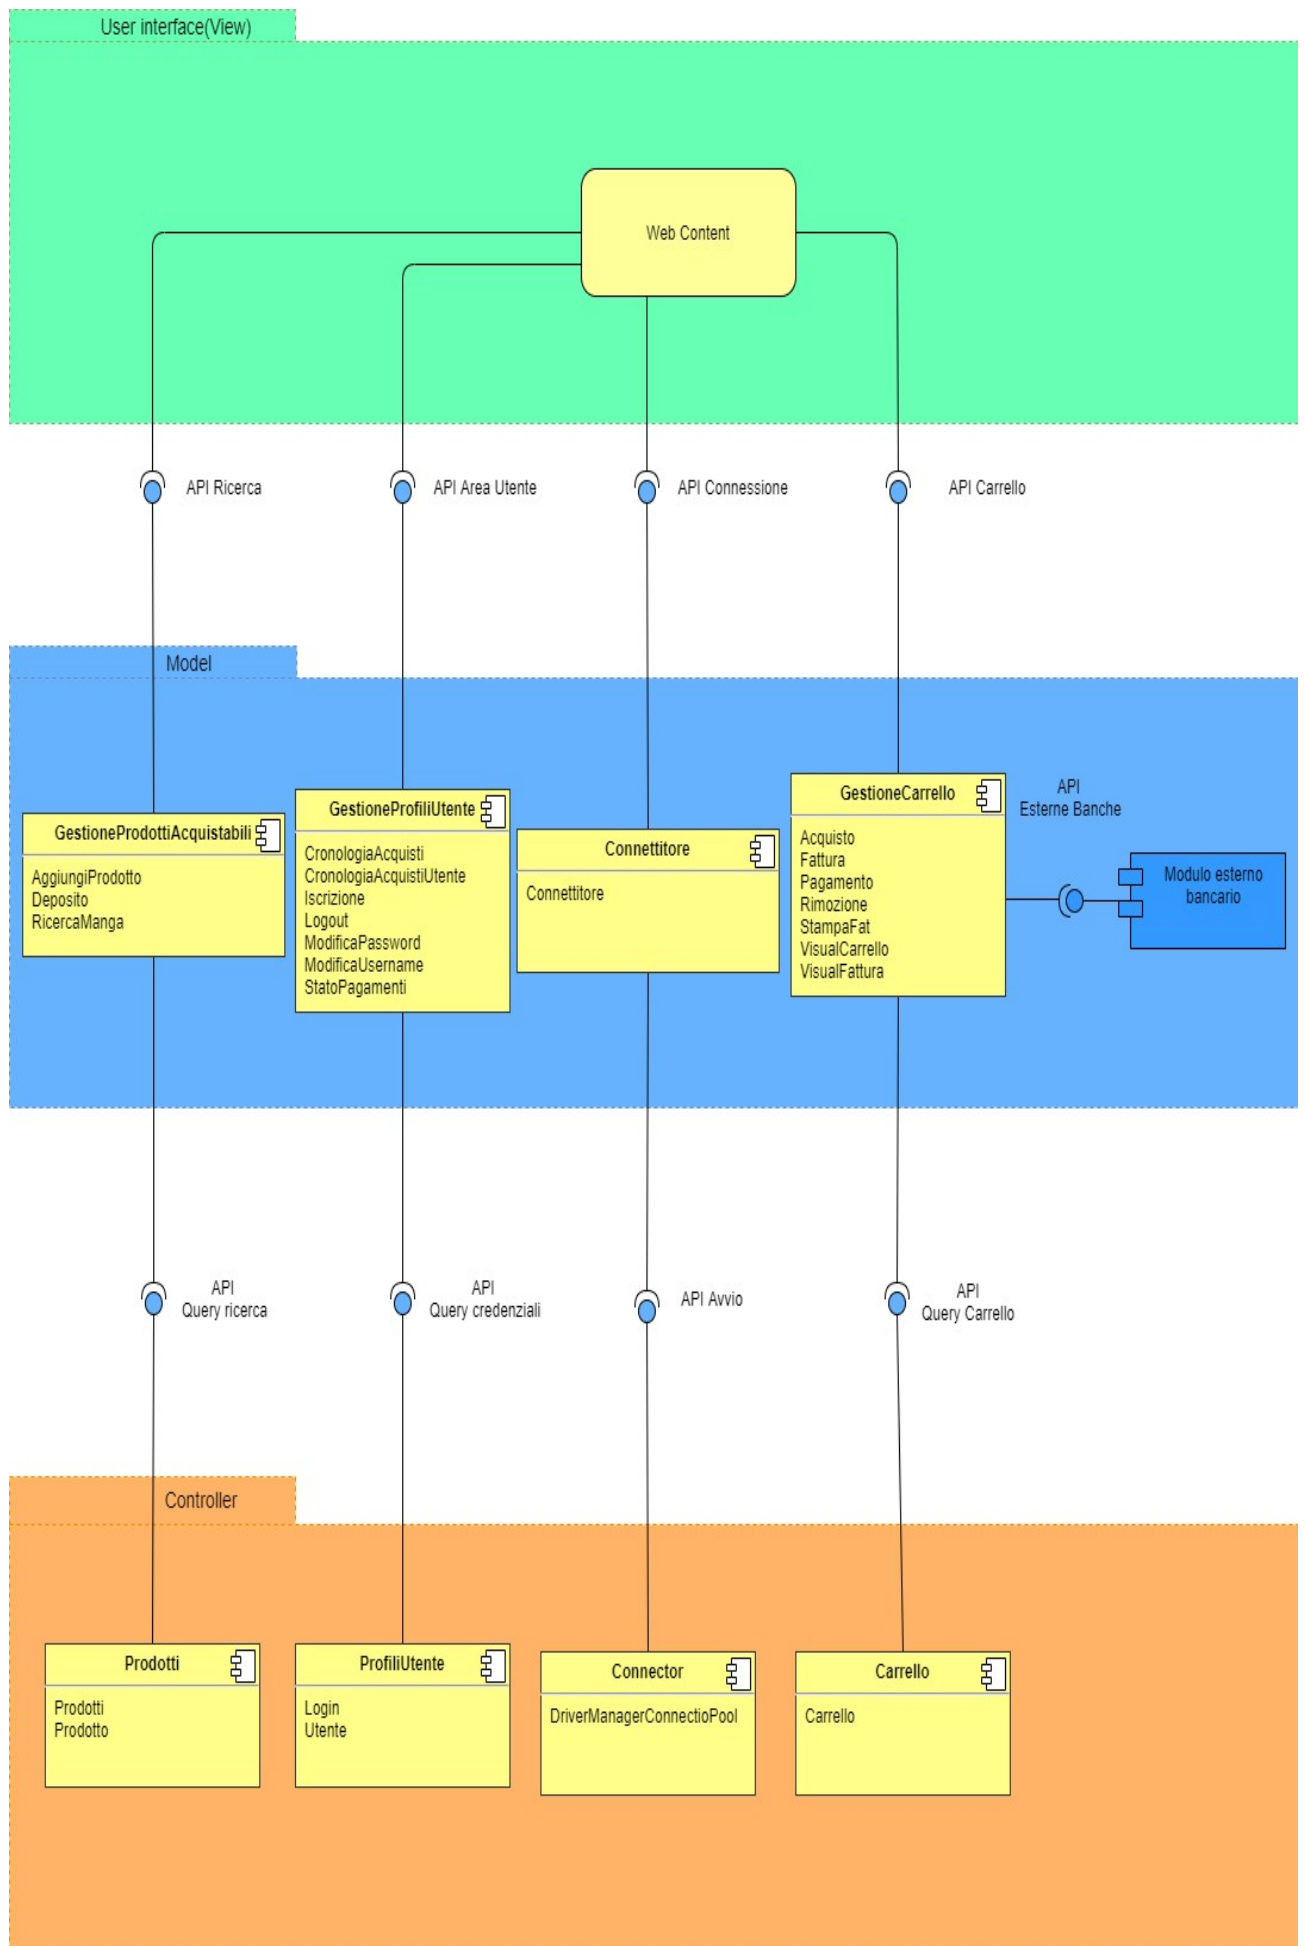 User interface(View)
Web Content
API Ricerca
API Area Utente
API Connessione
API Carrello
Model
GestioneProdottiAcquistabili
AggiungiProdotto
Deposito
RicercaManga
GestioneProfiliUtente
CronologiaAcquisti
CronologiaAcquistiUtente
Iscrizione
Logout
ModificaPassword
ModificaUsername
StatoPagamenti
Connettitore
Connettitore
GestioneCarrello
Acquisto
Fattura
Pagamento
Rimozione
StampaFat
VisualCarrello
VisualFattura
API
Esterne Banche
Modulo esterno
bancario
API
Query ricerca
API
Query credenziali
API Avvio
API
Query Carrello
Controller
Prodotti
Prodotti
Prodotto
ProfiliUtente
Login
Utente
Connector
DriverManagerConnectioPool
Carrello
Carrello